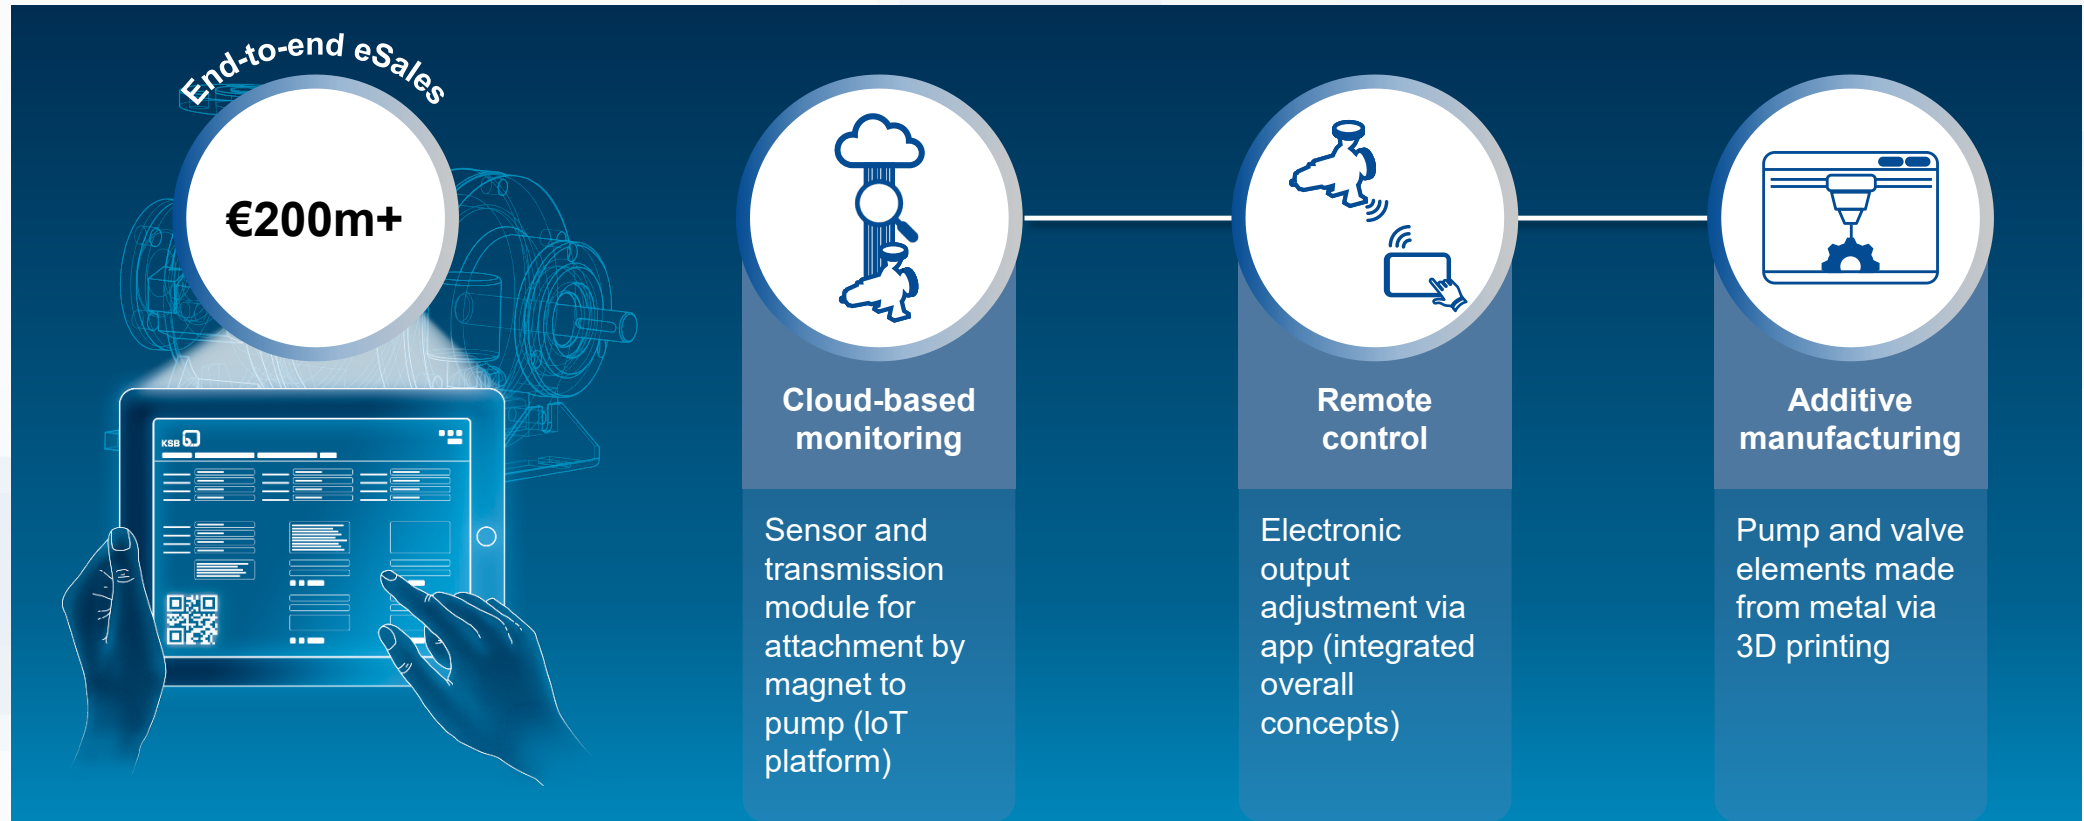 End-to-end eSales
€200m+
KSB
Cloud-based
monitoring
Sensor and
transmission
module for
attachment by
magnet to
pump (IoT
platform)
Remote
control
Electronic
output
adjustment via
app (integrated
overall
concepts)
Additive
manufacturing
Pump and valve
elements made
from metal via
3D printing